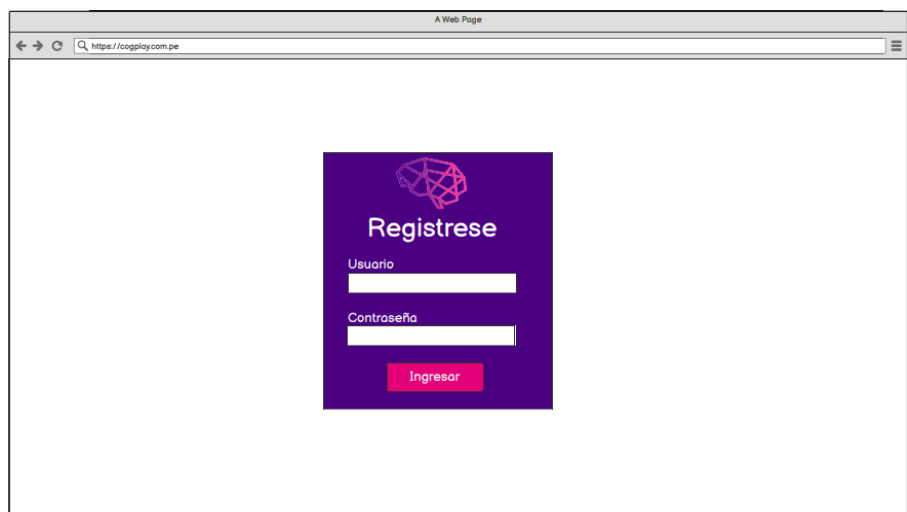 A Web Page
https://cogplay.com.pe
Registrese
Usuario
Contraseña
Ingresar